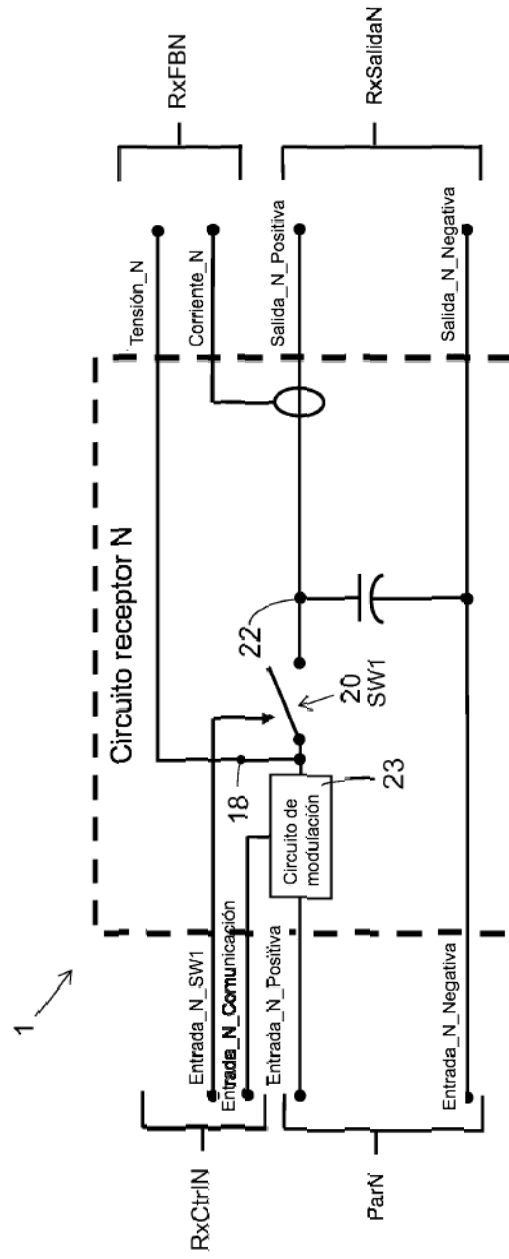 1
Circuito receptor N
RxCtrlN
Entrada_N_SW1
Entrada_N_Comunicación
Entrada_N_Positiva
ParN
Entrada_N_Negativa
18
Circuito de
modulación
23
20
SW1
22
Tensión_N
Corriente_N
RxFBN
Salida_N_Positiva
Salida_N_Negativa
RxSalidaN